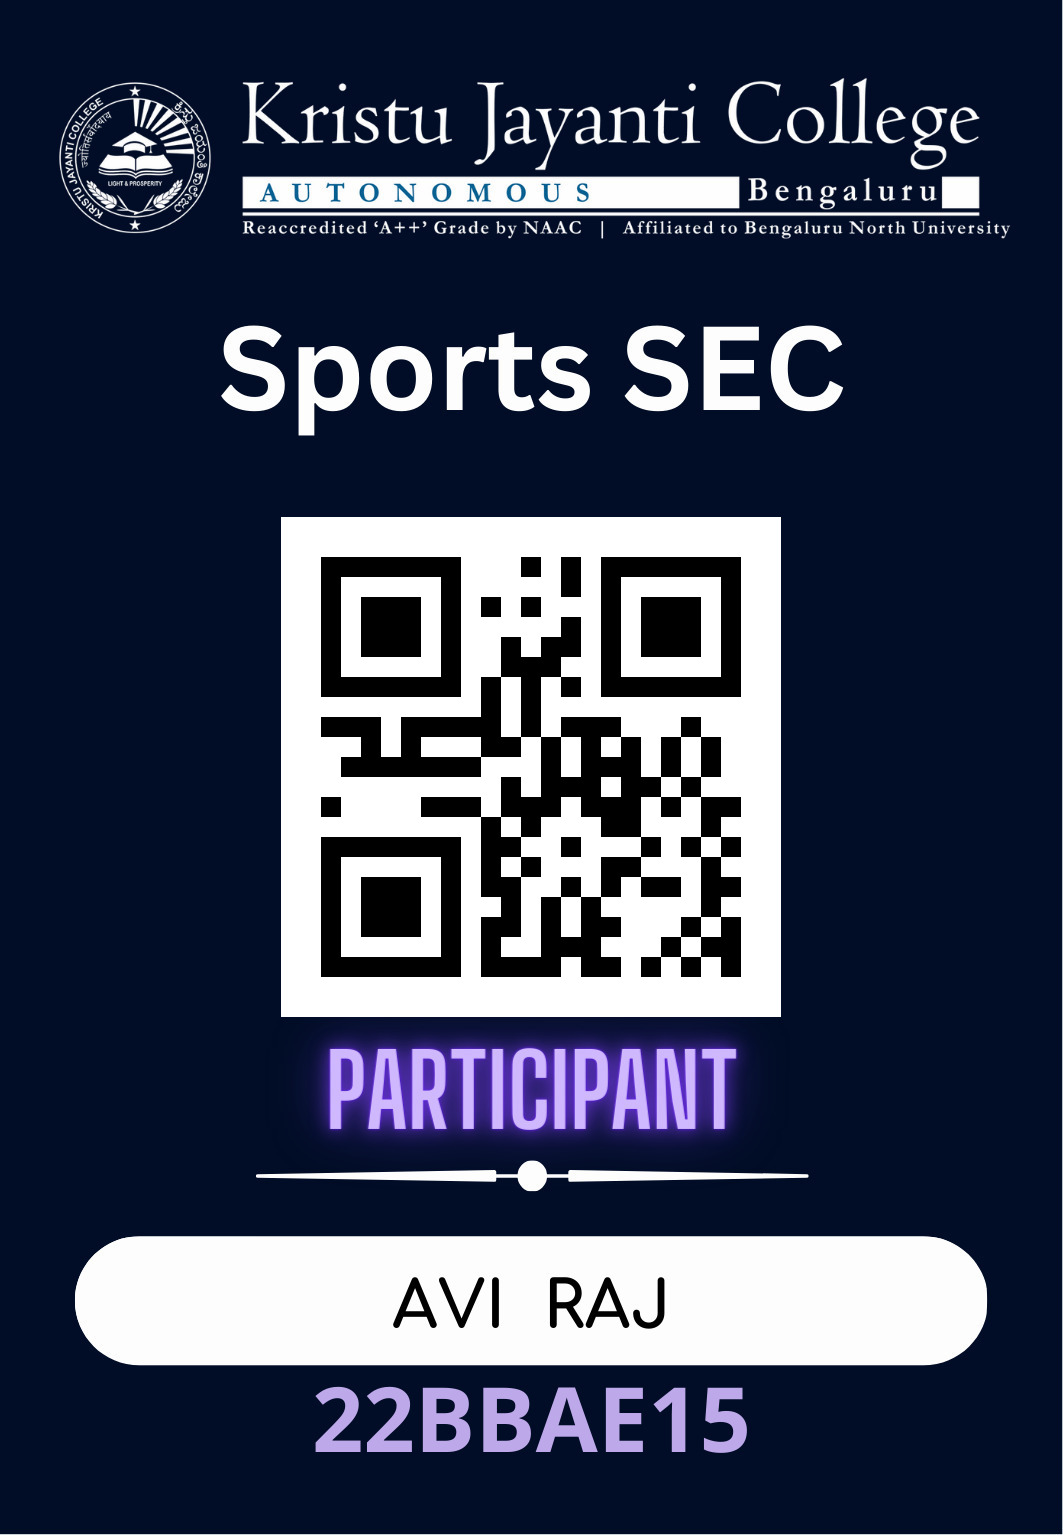 KRISTU JAYANTI COLLEGE
ಕ್ರಿಸ್ತು ಜಯಂತಿ ಕಾಲೇಜು
LIGHT & PROSPERITY
Kristu Jayanti College
AUTONOMOUS Bengaluru
Reaccredited ‘A++’ Grade by NAAC | Affiliated to Bengaluru North University
Sports SEC
PARTICIPANT
AVI RAJ
22BBAE15